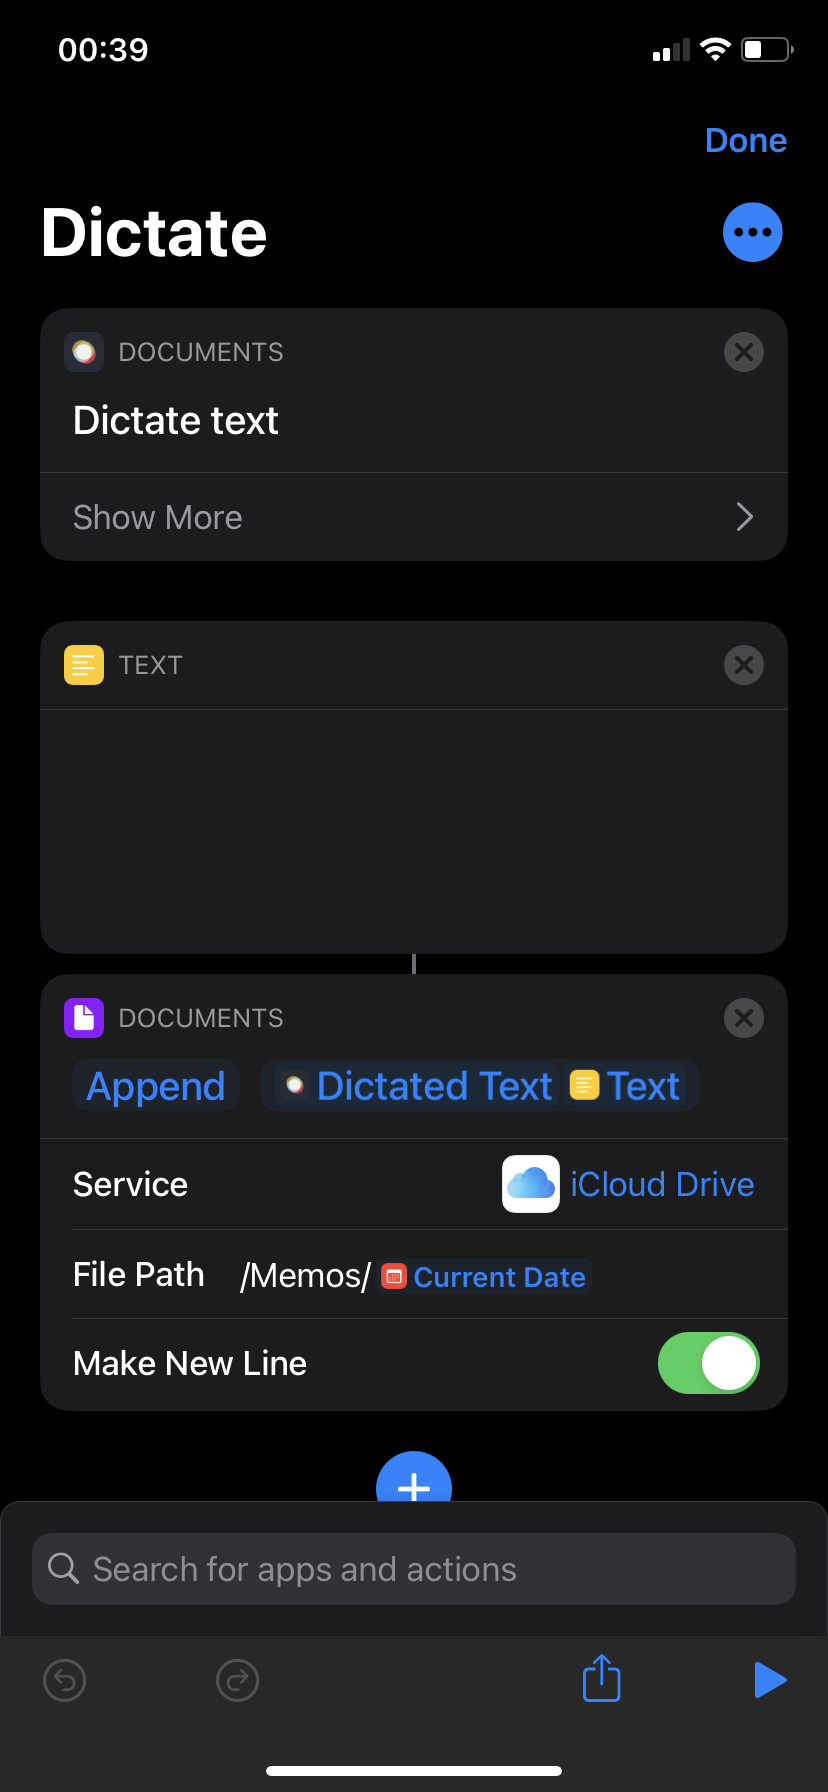 00:39
Done
Dictate
DOCUMENTS
Dictate text
Show More
TEXT
DOCUMENTS
Append Dictated Text Text
Service iCloud Drive
File Path /Memos/ Current Date
Make New Line
Search for apps and actions